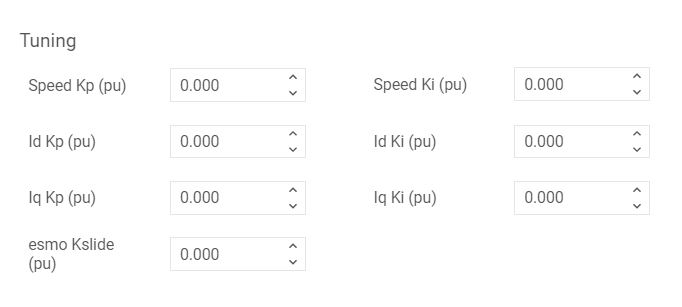 Tuning
Speed Kp (pu) 0.000 Speed Ki (pu) 0.000
Id Kp (pu) 0.000 Id Ki (pu) 0.000
Iq Kp (pu) 0.000 Iq Ki (pu) 0.000
esmo Kslide
(pu) 0.000